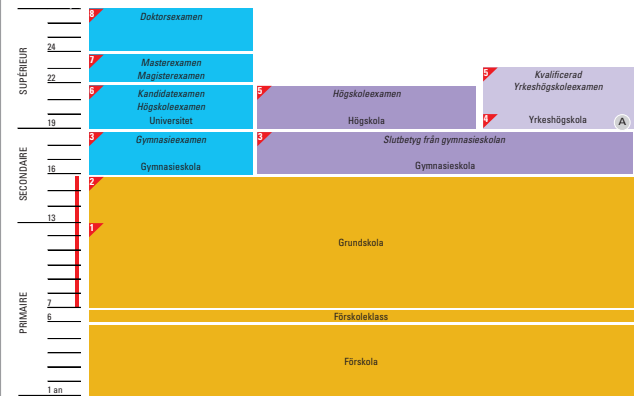 SUPÉRIEUR
SECONDAIRE
PRIMAIRE
24
22
19
16
13
7
6
1 an
8
Doktorsexamen
7
Masterexamen
Magisterexamen
6
Kandidatexamen
Högskoleexamen
Universitet
5
Högskoleexamen
Högskola
5
Kvalificerad
Yrkeshögskoleexamen
4
Yrkeshögskola
A
3
Gymnasieexamen
Gymnasieskola
3
Slutbetyg från gymnasieskolan
Gymnasieskola
2
1
Grundskola
Förskoleklass
Förskola